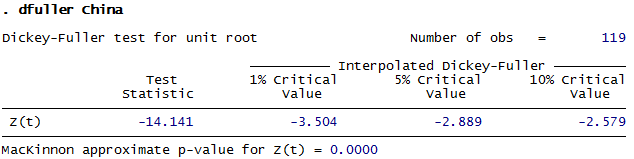 . dfuller China
Dickey-Fuller test for unit root Number of obs = 119
Interpolated Dickey-Fuller
Test 1% Critical 5% Critical 10% Critical
Statistic Value Value Value
Z(t) -14.141 -3.504 -2.889 -2.579
MacKinnon approximate p-value for Z(t) = 0.0000